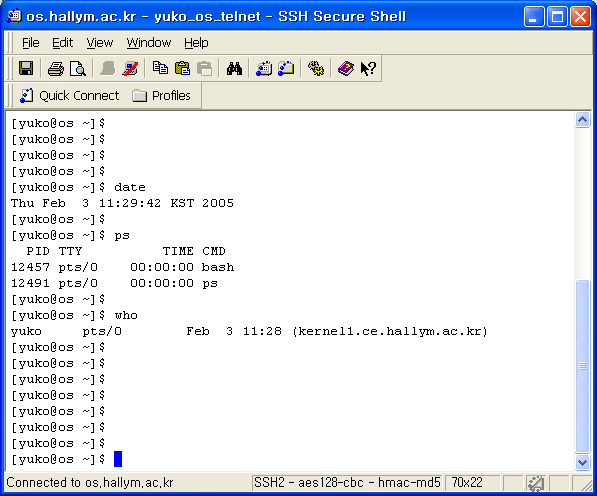 os.hallym.ac.kr - yuko_os_telnet - SSH Secure Shell
File Edit View Window Help
Quick Connect Profiles
[yuko@os ~]$
[yuko@os ~]$
[yuko@os ~]$
[yuko@os ~]$
[yuko@os ~]$ date
Thu Feb  3 11:29:42 KST 2005
[yuko@os ~]$
[yuko@os ~]$ ps
  PID TTY          TIME CMD
12457 pts/0    00:00:00 bash
12491 pts/0    00:00:00 ps
[yuko@os ~]$
[yuko@os ~]$ who
yuko     pts/0        Feb  3 11:28 (kernel1.ce.hallym.ac.kr)
[yuko@os ~]$
[yuko@os ~]$
[yuko@os ~]$
[yuko@os ~]$
[yuko@os ~]$
[yuko@os ~]$
[yuko@os ~]$
[yuko@os ~]$
Connected to os.hallym.ac.kr SSH2 - aes128-cbc - hmac-md5 70x22